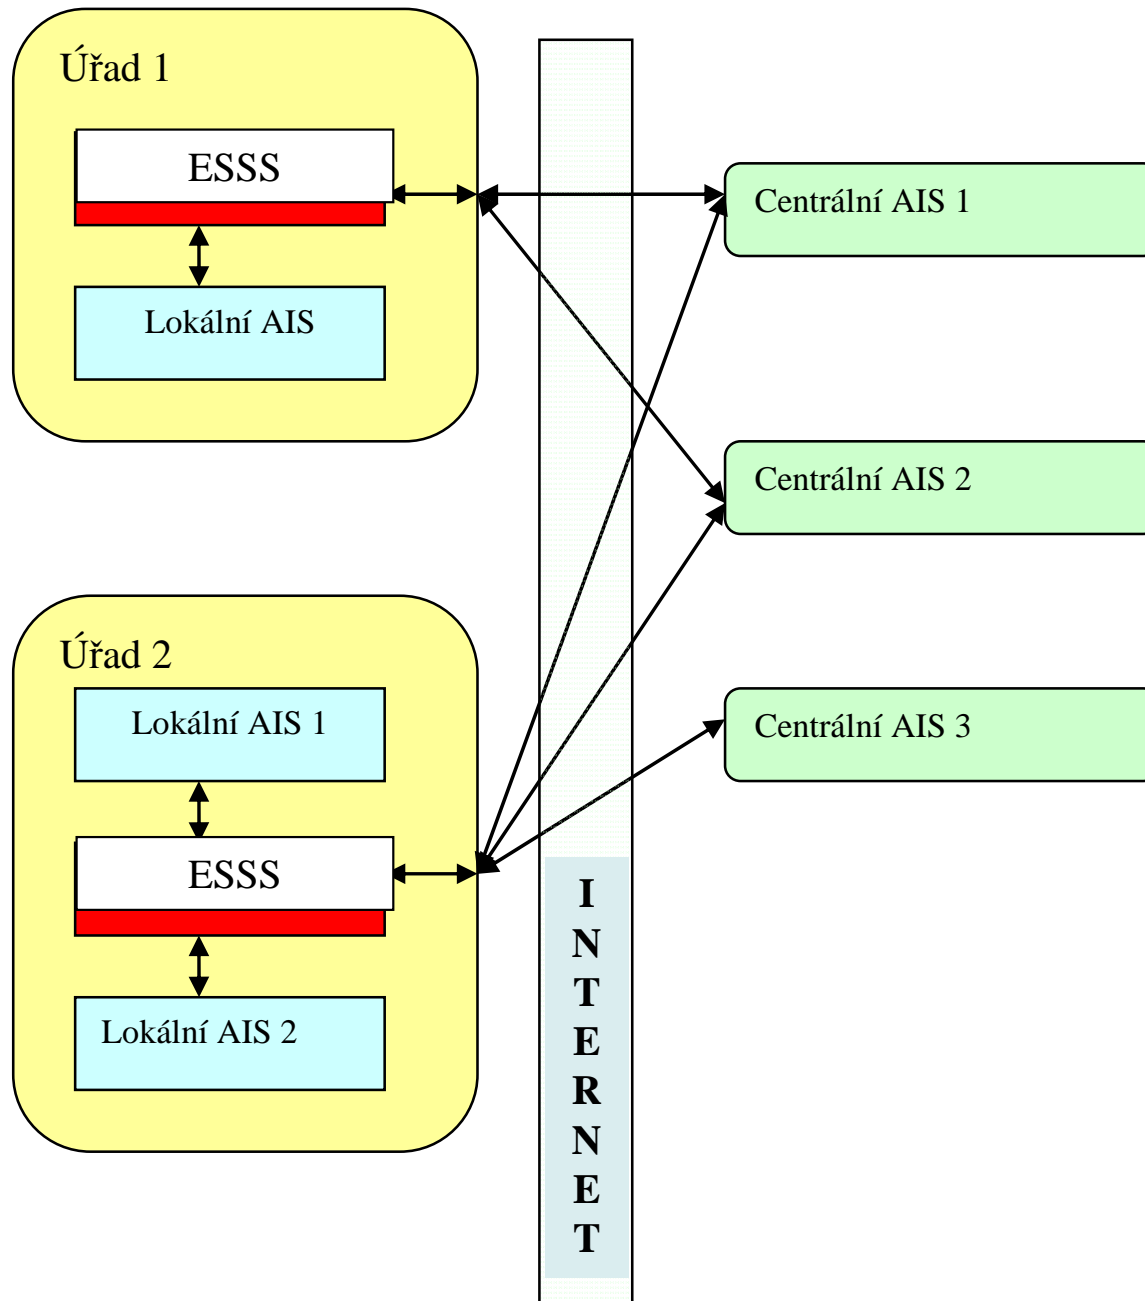 Úřad 1
ESSS
Lokální AIS
Centrální AIS 1
Centrální AIS 2
Úřad 2
Lokální AIS 1
ESSS
Lokální AIS 2
Centrální AIS 3
INTERNET